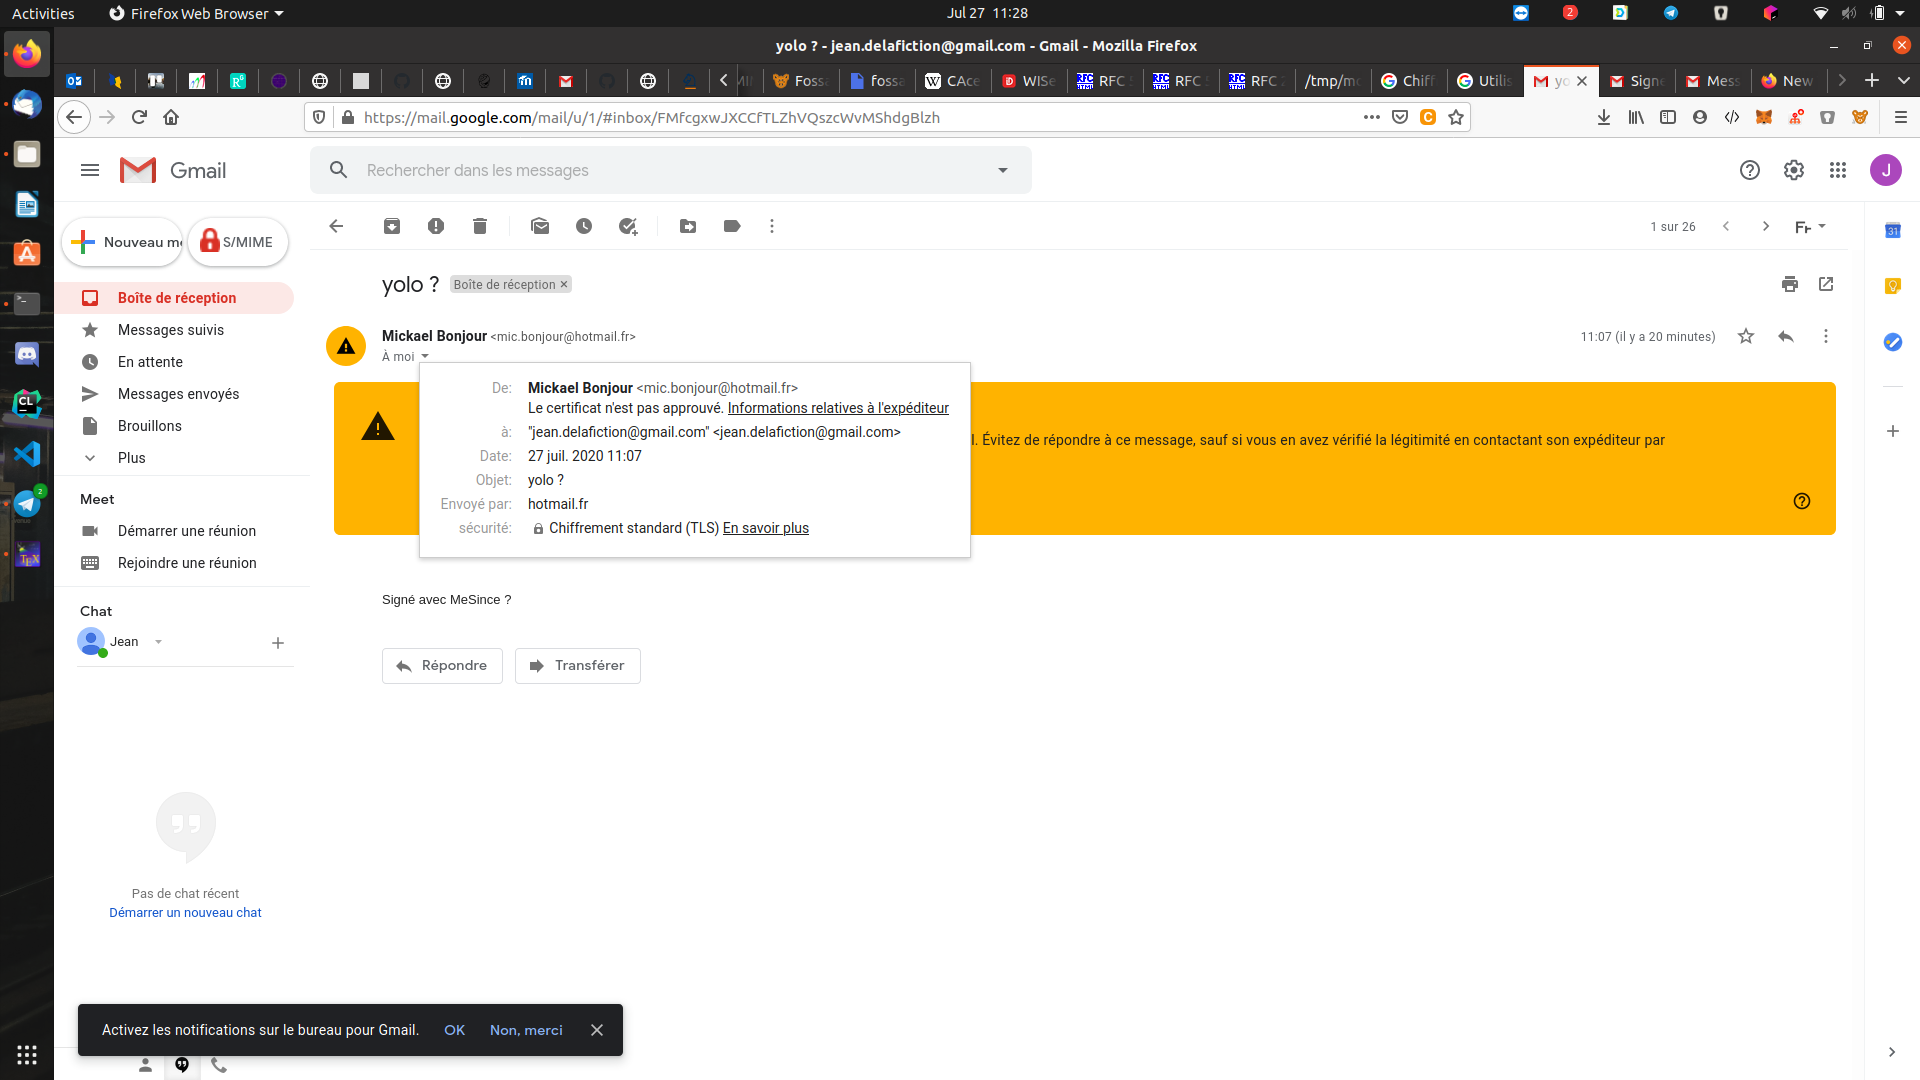 Activities
Firefox Web Browser
Jul 27 11:28
2
yolo ? - jean.delafiction@gmail.com - Gmail - Mozilla Firefox
Foss
foss
CAce
WISe
RFC
RFC
RFC
/tmp/mo
Chiff
Utilis
yo
Sign
Mess
New
https://mail.google.com/mail/u/1/#inbox/FMfcgxwJXCCfTLZhVQszcWvMShdgBlzh
Gmail
Rechercher dans les messages
J
Nouveau me
S/MIME
1 sur 26
31
Boîte de réception
Messages suivis
En attente
Messages envoyés
Brouillons
Plus
Meet
Démarrer une réunion
Rejoindre une réunion
Chat
Jean
Pas de chat récent
Démarrer un nouveau chat
yolo ?
Boîte de réception ×
Mickael Bonjour <mic.bonjour@hotmail.fr>
11:07 (il y a 20 minutes)
À moi
De: Mickael Bonjour <mic.bonjour@hotmail.fr>
Le certificat n'est pas approuvé. Informations relatives à l'expéditeur
à: "jean.delafiction@gmail.com" <jean.delafiction@gmail.com>
Date: 27 juil. 2020 11:07
Objet: yolo ?
Envoyé par: hotmail.fr
sécurité: Chiffrement standard (TLS) En savoir plus
l. Évitez de répondre à ce message, sauf si vous en avez vérifié la légitimité en contactant son expéditeur par
Signé avec MeSince ?
Répondre
Transférer
Activez les notifications sur le bureau pour Gmail. OK Non, merci